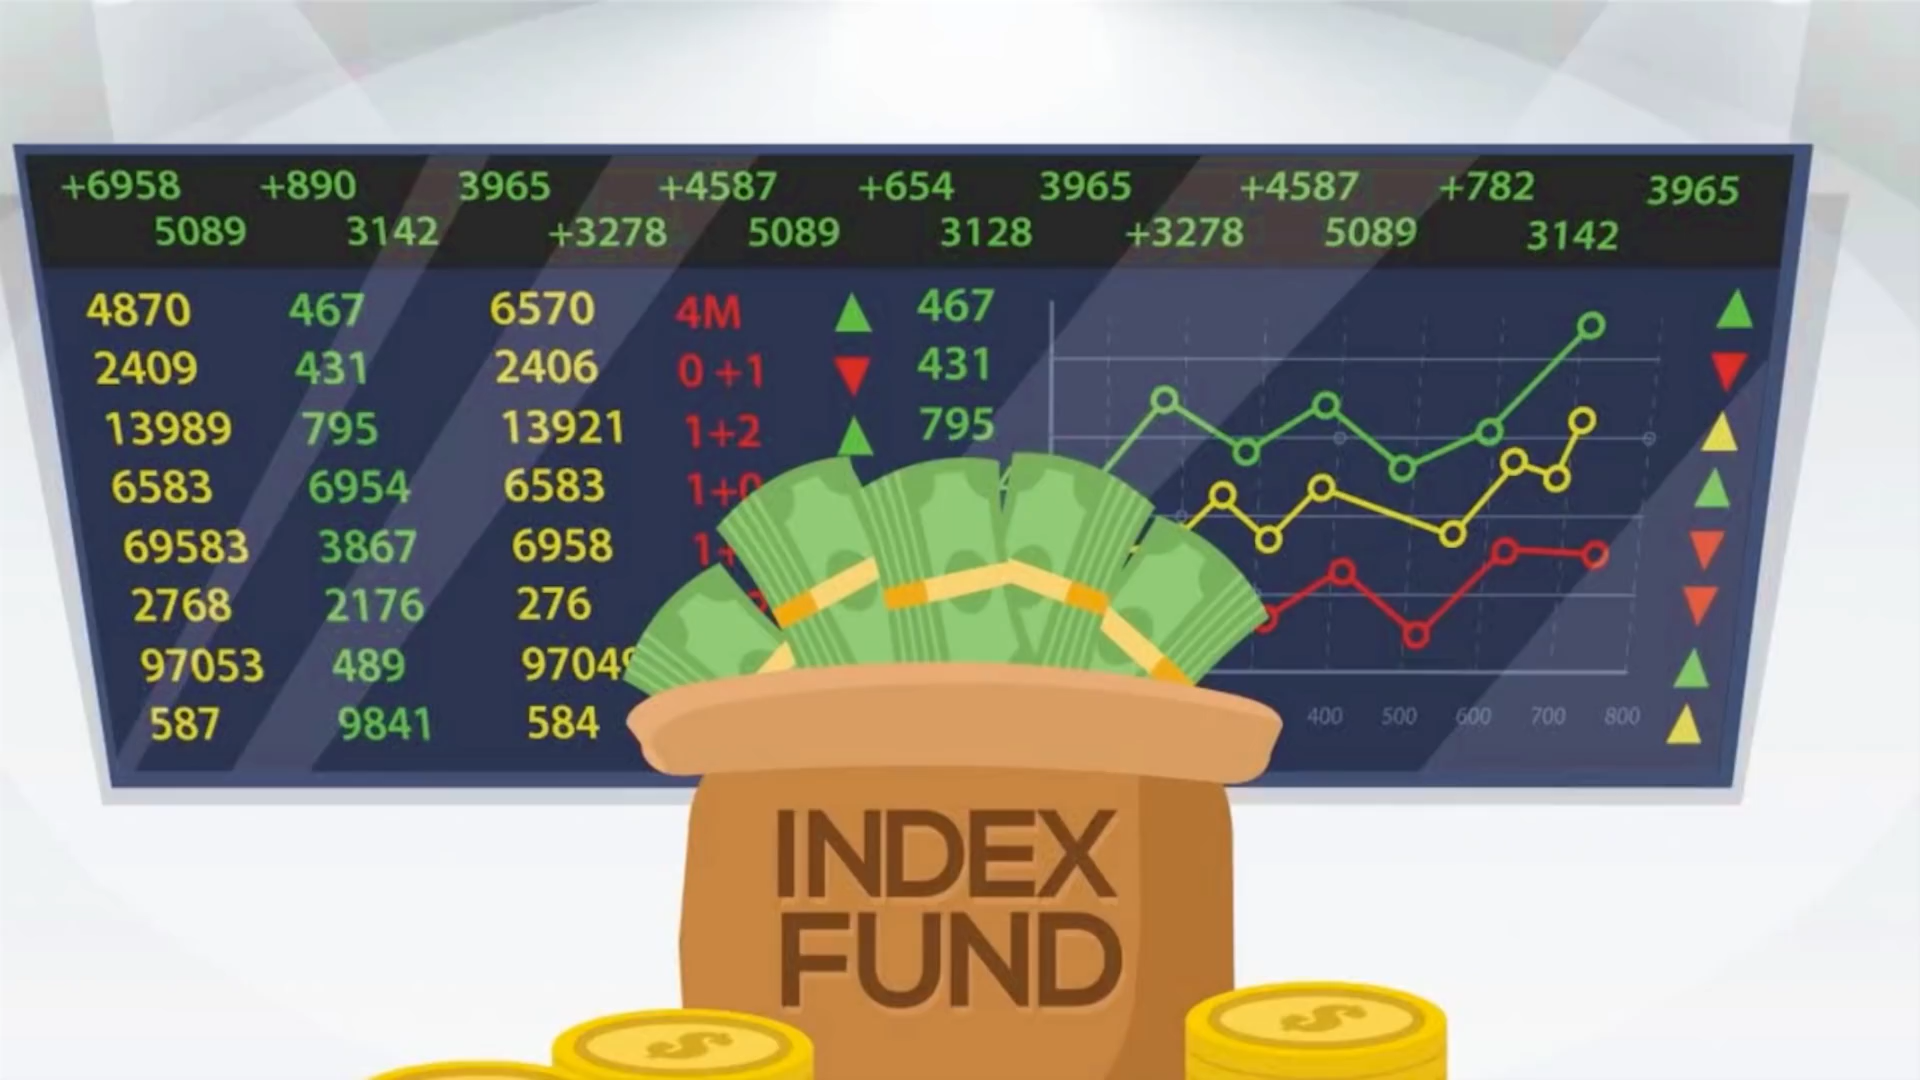 +6958 +890 3965 +4587 +654 3965 +4587 +782 3965
5089 3142 +3278 5089 3128 +3278 5089 3142
4870 467 6570 4M 467
2409 431 2406 0 +1 431
13989 795 13921 1+2 795
6583 6954 6583
69583 3867 6958
2768 2176 276
97053 489
587 9841 584
400 500 600 700 800
INDEX
FUND